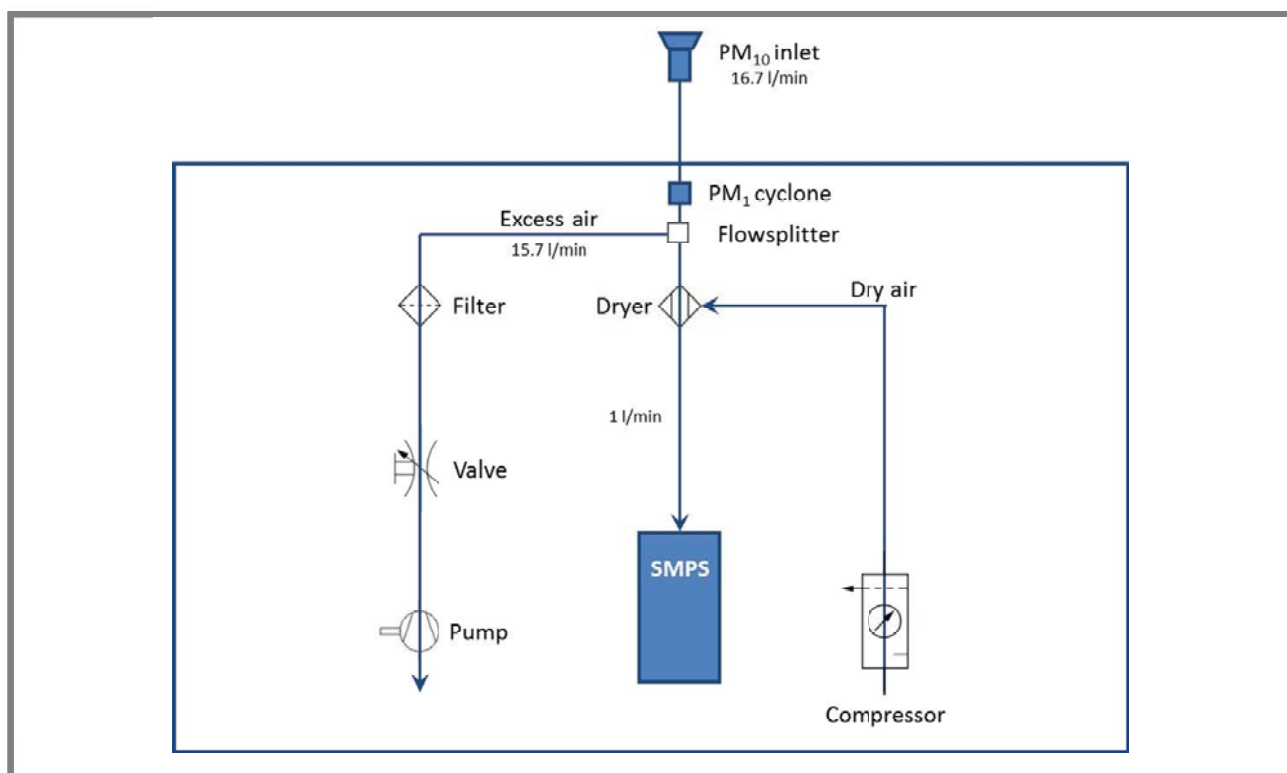 PM₁₀ inlet
16.7 l/min
PM₁ cyclone
Excess air
15.7 l/min
Flowsplitter
Dry air
Filter
Dryer
1 l/min
Valve
SMPS
Pump
Compressor